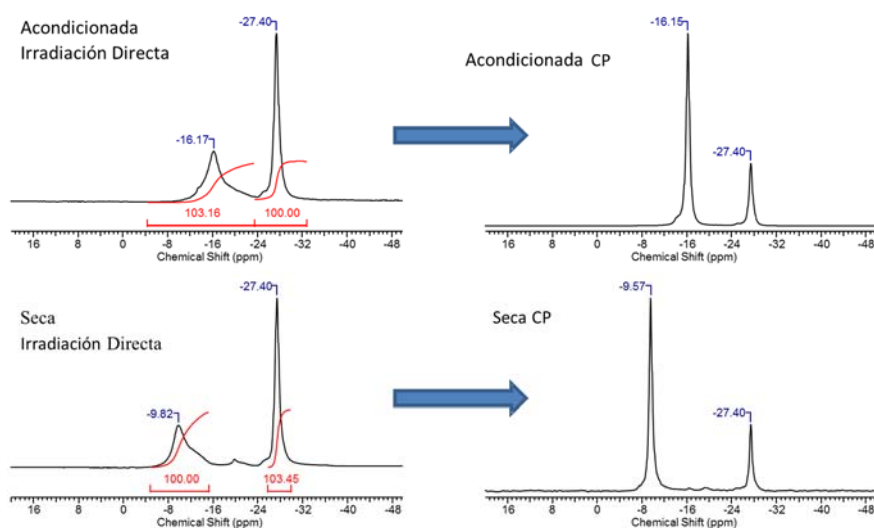 Acondicionada
Irradiación Directa
-27.40
-16.17
103.16 100.00
16 8 0 -8 -16 -24 -32 -40 -48
Chemical Shift (ppm)
Acondicionada CP
-16.15
-27.40
16 8 0 -8 -16 -24 -32 -40 -48
Chemical Shift (ppm)
Seca
Irradiación Directa
-27.40
-9.82
100.00 103.45
16 8 0 -8 -16 -24 -32 -40 -48
Chemical Shift (ppm)
Seca CP
-9.57
-27.40
16 8 0 -8 -16 -24 -32 -40 -48
Chemical Shift (ppm)